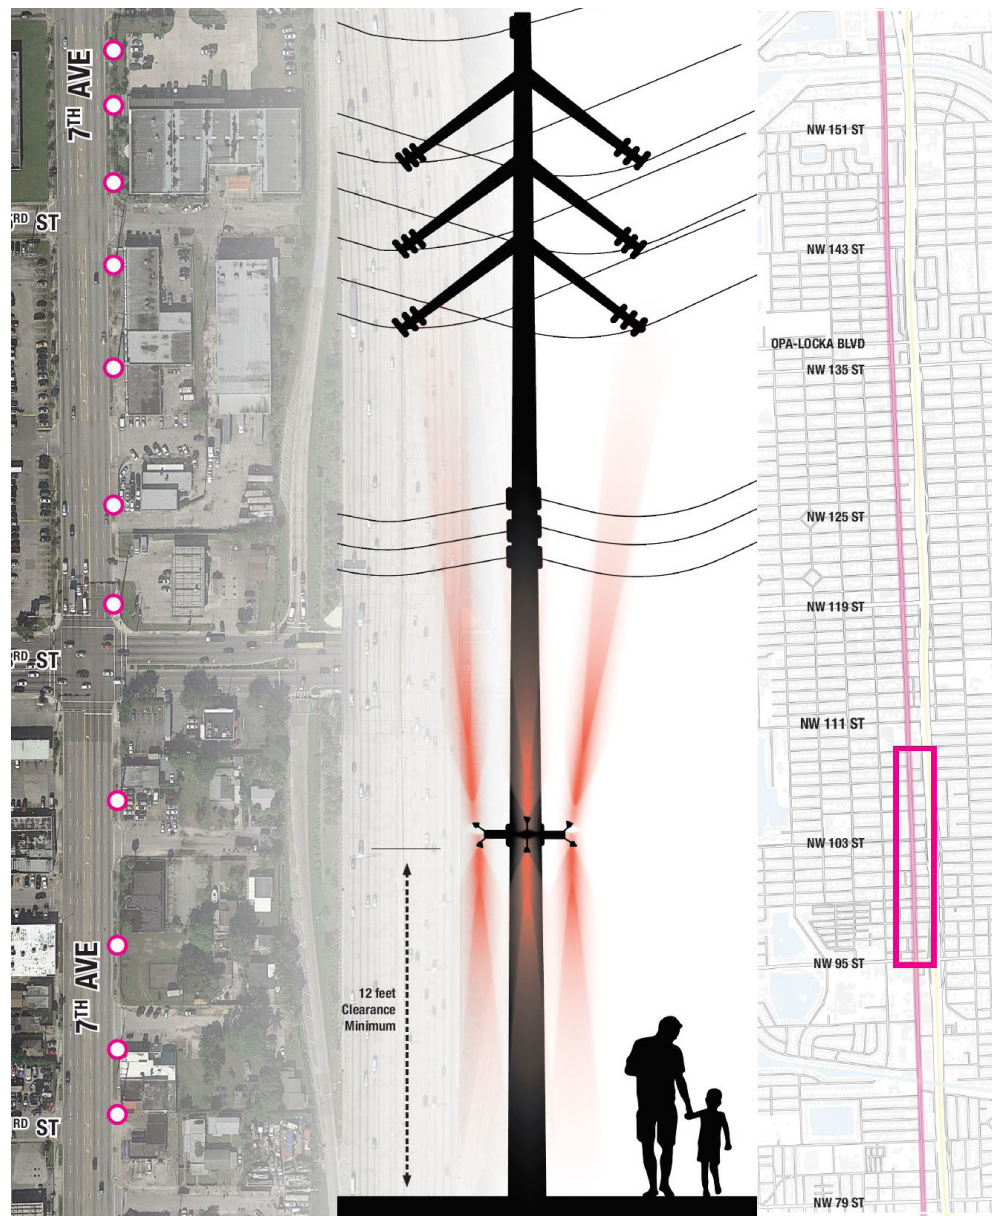 7TH AVE
RD ST
RD ST
7TH AVE
RD ST
12 feet
Clearance
Minimum
NW 151 ST
NW 143 ST
OPA-LOCKA BLVD
NW 135 ST
NW 125 ST
NW 119 ST
NW 111 ST
NW 103 ST
NW 95 ST
NW 79 ST